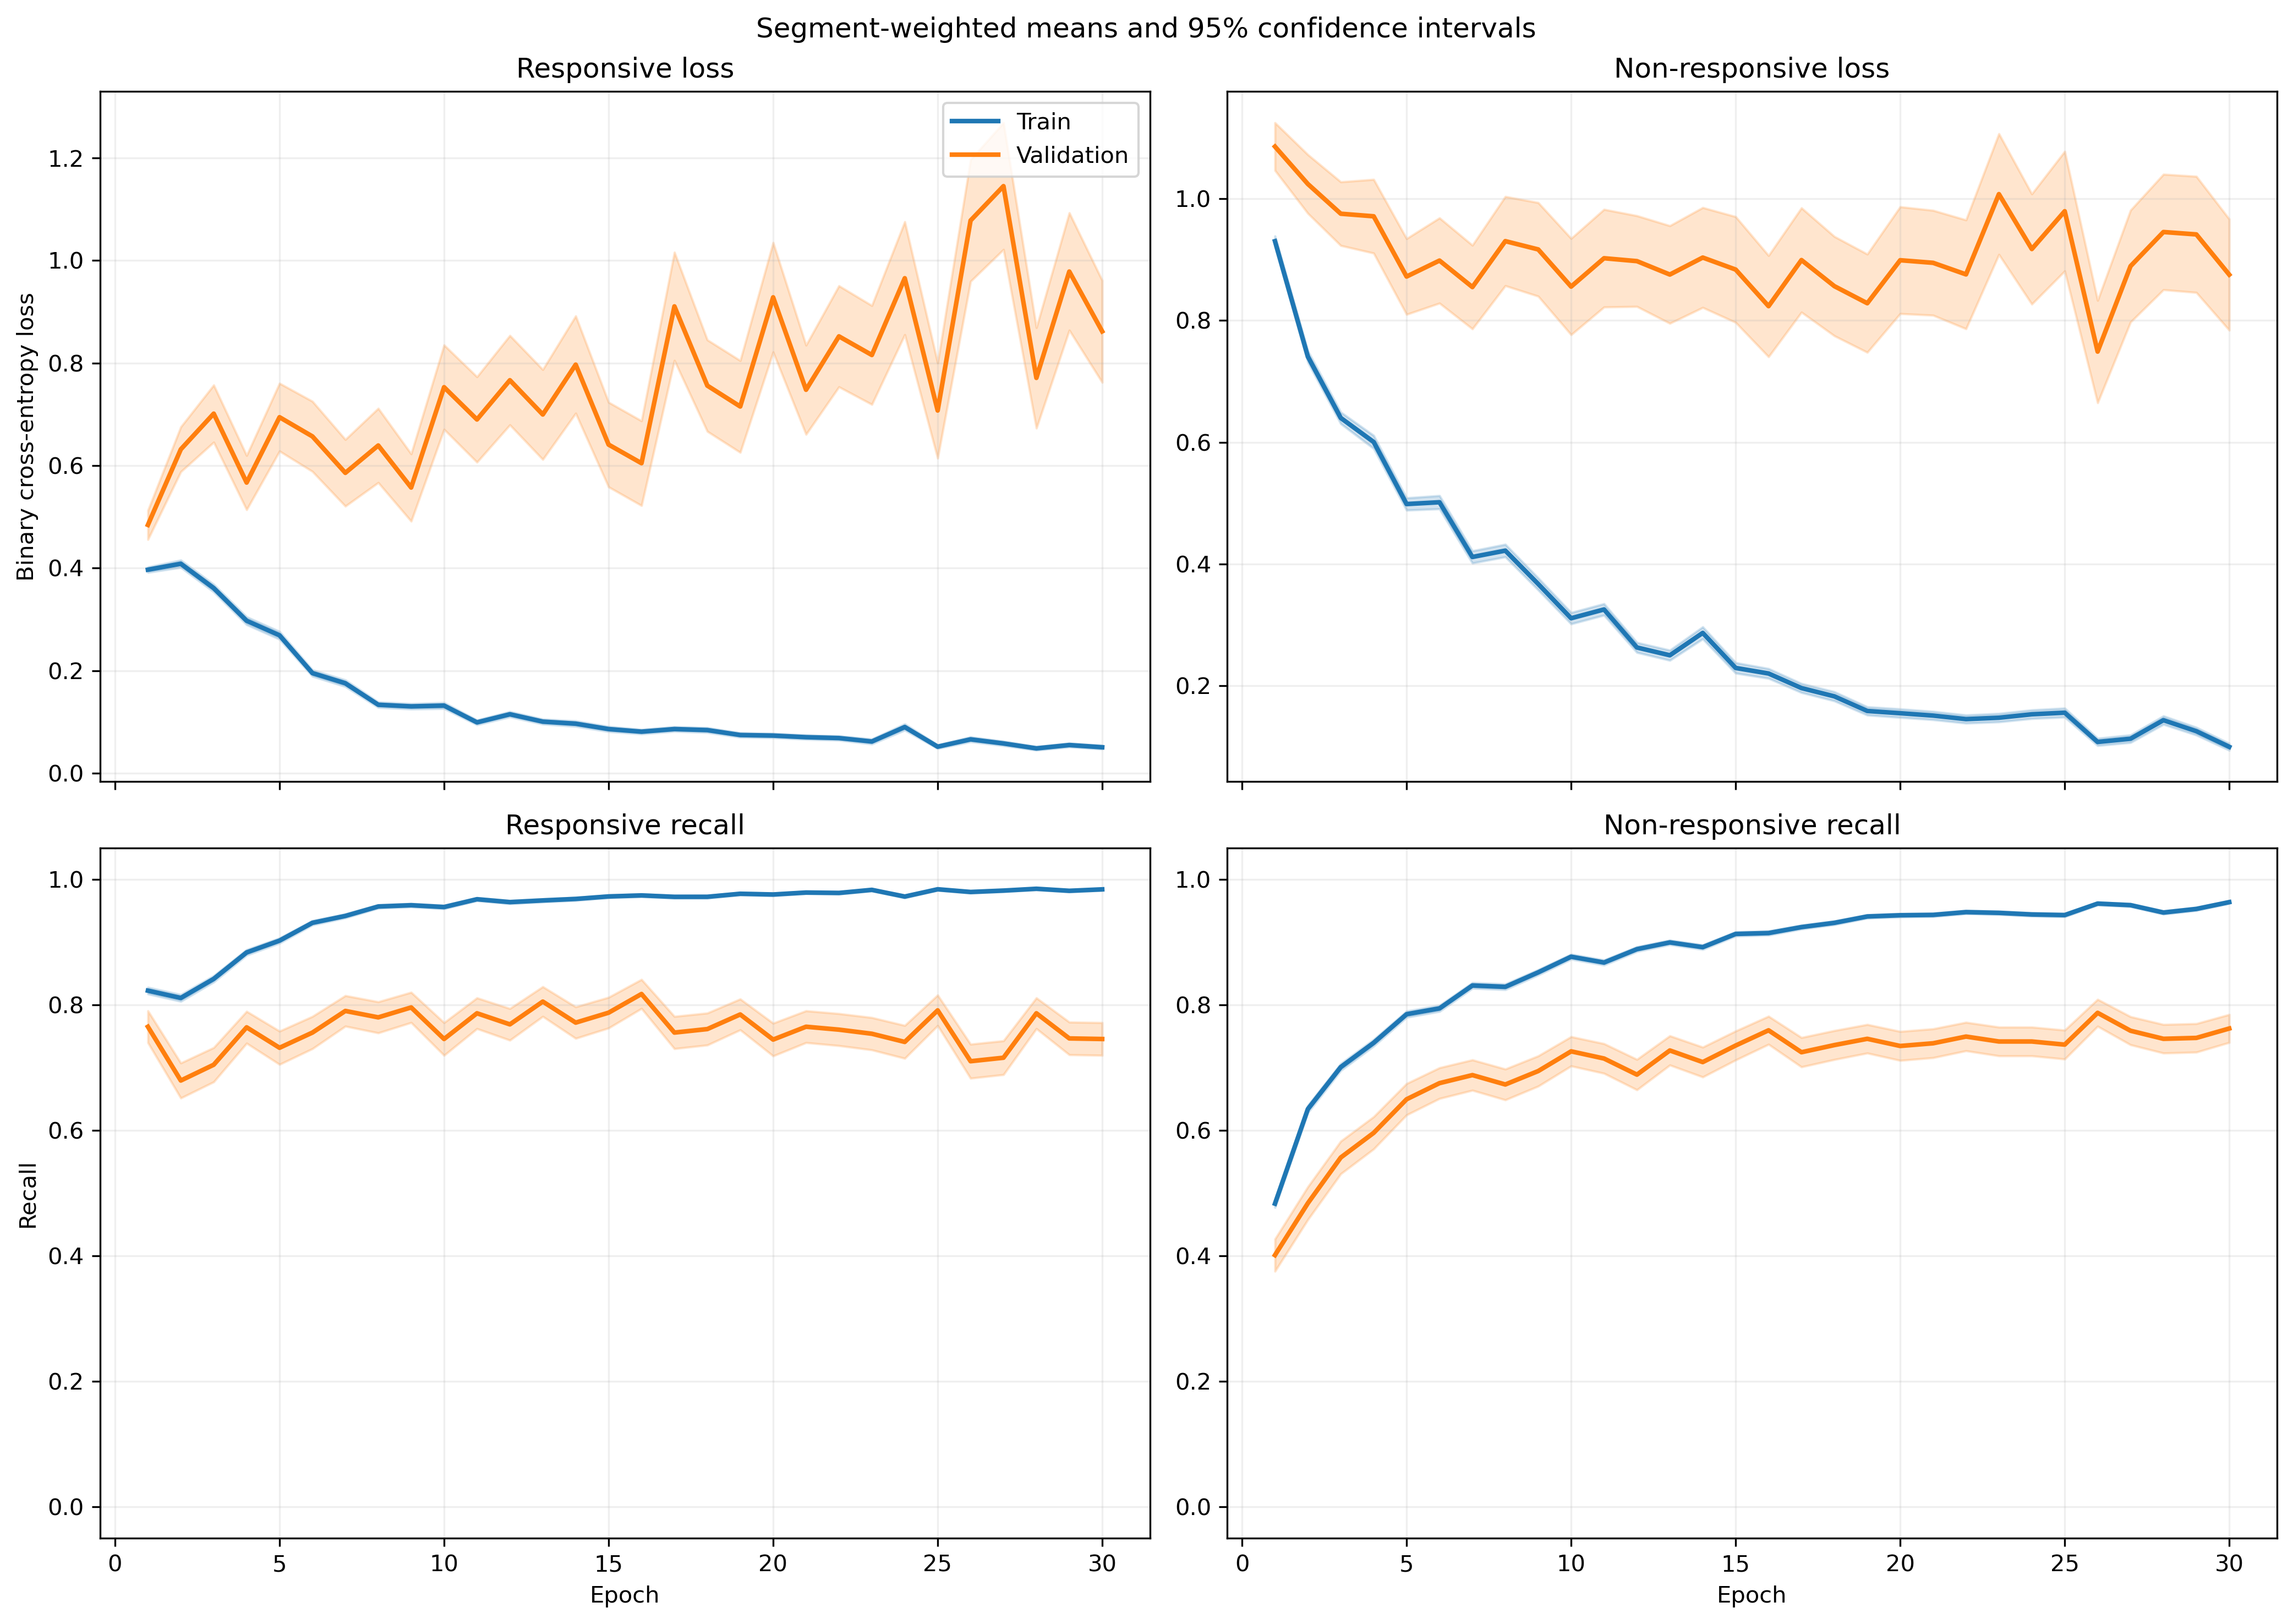 Segment-weighted means and 95% confidence intervals
Responsive loss
Non-responsive loss
Train
Validation
Binary cross-entropy loss
1.2
1.0
0.8
0.6
0.4
0.2
0.0
1.0
0.8
0.6
0.4
0.2
Responsive recall
Non-responsive recall
Recall
1.0
0.8
0.6
0.4
0.2
0.0
1.0
0.8
0.6
0.4
0.2
0.0
0 5 10 15 20 25 30
0 5 10 15 20 25 30
Epoch
Epoch